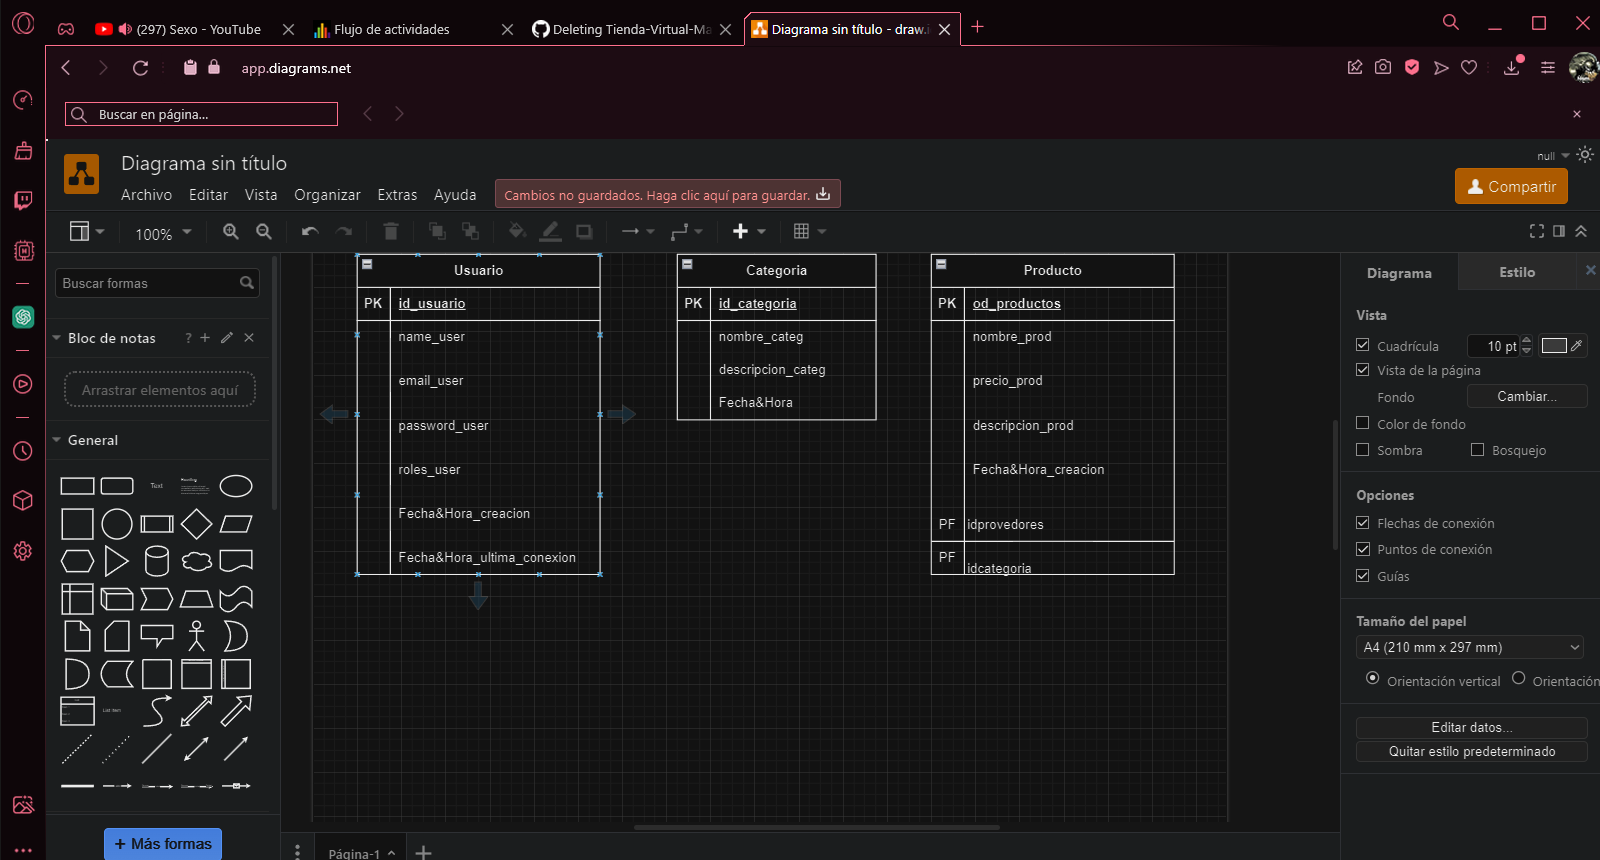 (297) Sexo - YouTube
Flujo de actividades
Deleting Tienda-Virtual-Ma
Diagrama sin título - draw.i
app.diagrams.net
Buscar en página...
Diagrama sin título
null
Archivo Editar Vista Organizar Extras Ayuda
Cambios no guardados. Haga clic aquí para guardar.
Compartir
100%
Buscar formas
Bloc de notas
?
Arrastrar elementos aquí
General
Text
Heading
List Item
+ Más formas
Usuario
PK id_usuario
name_user
email_user
password_user
roles_user
Fecha&Hora_creacion
Fecha&Hora_ultima_conexion
Categoria
PK id_categoria
nombre_categ
descripcion_categ
Fecha&Hora
Producto
PK od_productos
nombre_prod
precio_prod
descripcion_prod
Fecha&Hora_creacion
PF idprovedores
PF idcategoria
Página-1
Diagrama Estilo
Vista
Cuadrícula 10 pt
Vista de la página
Fondo Cambiar...
Color de fondo
Sombra Bosquejo
Opciones
Flechas de conexión
Puntos de conexión
Guías
Tamaño del papel
A4 (210 mm x 297 mm)
Orientación vertical Orientación
Editar datos...
Quitar estilo predeterminado